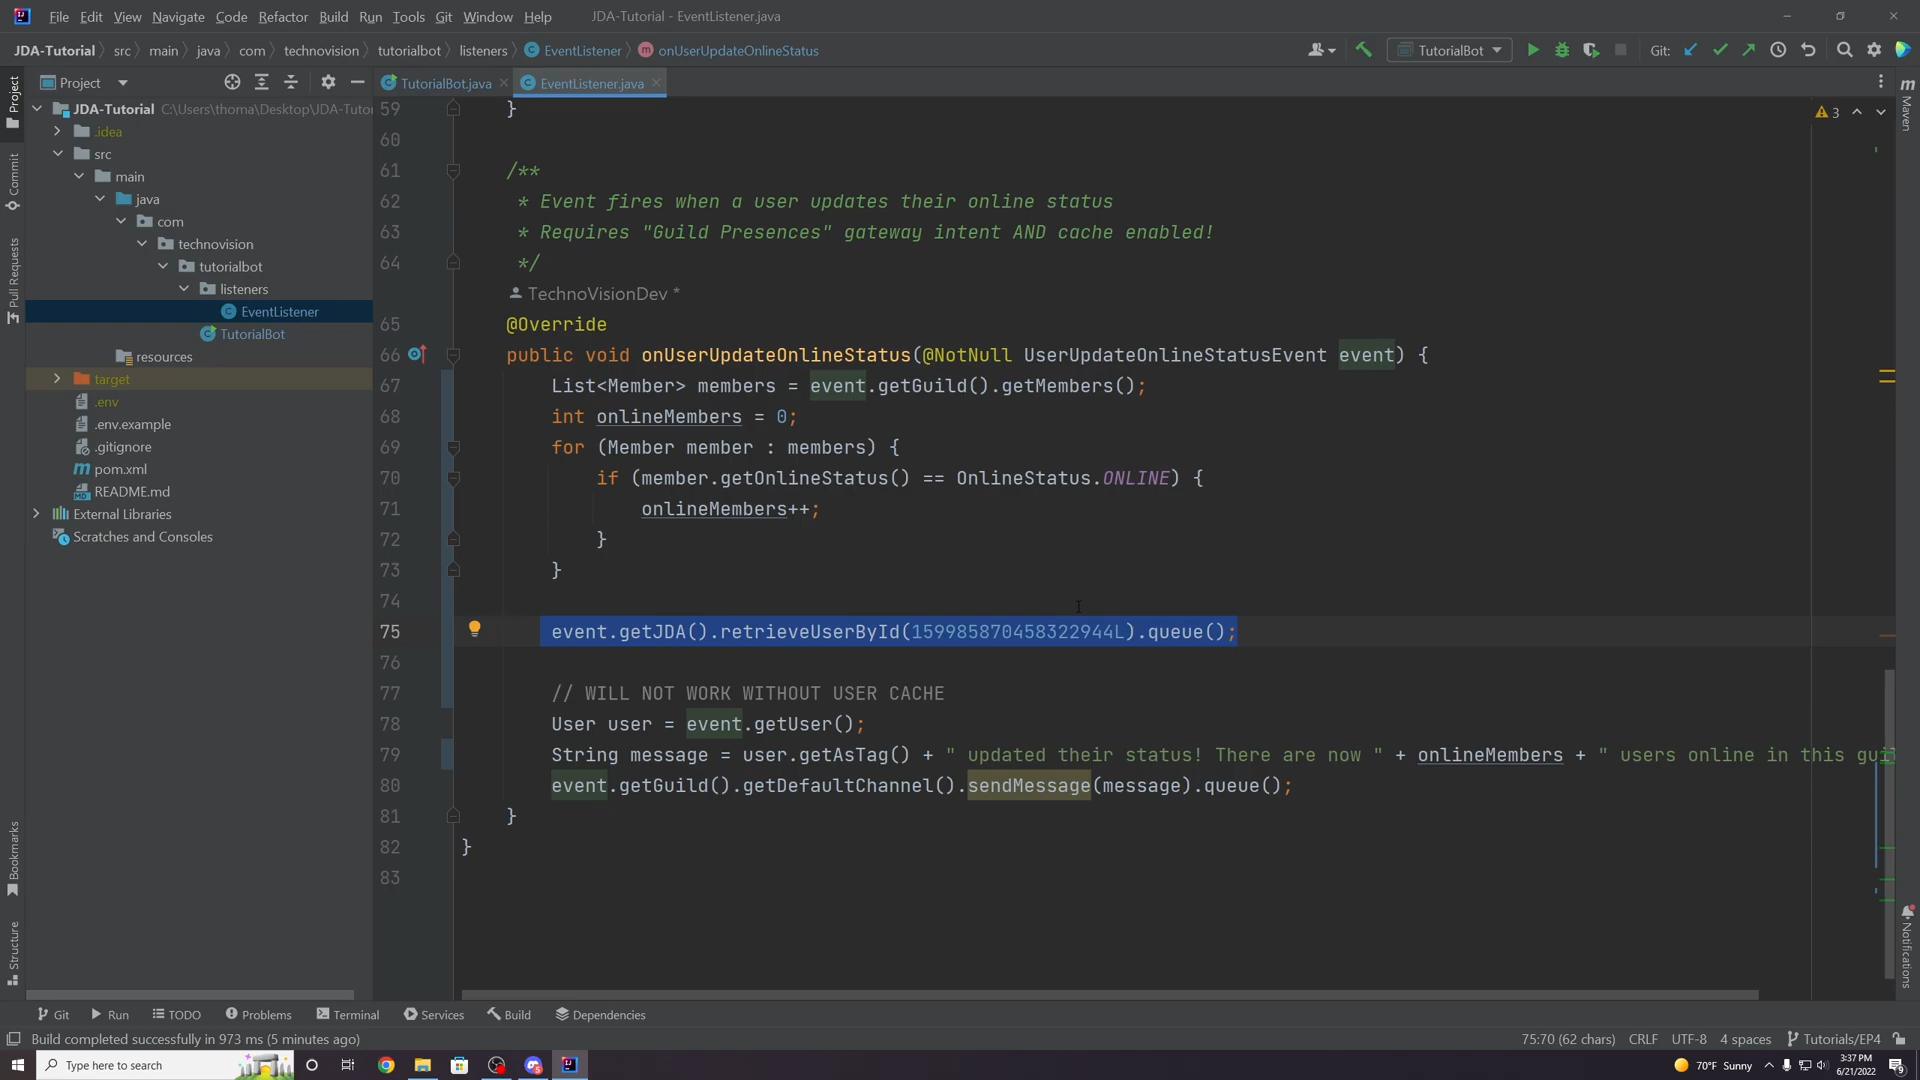 File Edit View Navigate Code Refactor Build Run Tools Git Window Help JDA-Tutorial - EventListener.java
JDA-Tutorial src main java com technovision tutorialbot listeners EventListener onUserUpdateOnlineStatus TutorialBot Git:
Project TutorialBot.java EventListener.java
Project
Commit
Pull Requests
Bookmarks
Structure
JDA-Tutorial C:\Users\thoma\Desktop\JDA-Tutor
.idea
src
main
java
com
technovision
tutorialbot
listeners
EventListener
TutorialBot
resources
target
.env
.env.example
.gitignore
pom.xml
README.md
External Libraries
Scratches and Consoles
59 }
60
61 /**
62 * Event fires when a user updates their online status
63 * Requires "Guild Presences" gateway intent AND cache enabled!
64 */
TechnoVisionDev *
65 @Override
66 public void onUserUpdateOnlineStatus(@NotNull UserUpdateOnlineStatusEvent event) {
67 List<Member> members = event.getGuild().getMembers();
68 int onlineMembers = 0;
69 for (Member member : members) {
70 if (member.getOnlineStatus() == OnlineStatus.ONLINE) {
71 onlineMembers++;
72 }
73 }
74
75 event.getJDA().retrieveUserById(159985870458322944L).queue();
76
77 // WILL NOT WORK WITHOUT USER CACHE
78 User user = event.getUser();
79 String message = user.getAsTag() + " updated their status! There are now " + onlineMembers + " users online in this guil
80 event.getGuild().getDefaultChannel().sendMessage(message).queue();
81 }
82 }
83
3
Maven
Notifications
Git Run TODO Problems Terminal Services Build Dependencies
Build completed successfully in 973 ms (5 minutes ago) 75:70 (62 chars) CRLF UTF-8 4 spaces Tutorials/EP4
Type here to search 70°F Sunny 3:37 PM
6/21/2022